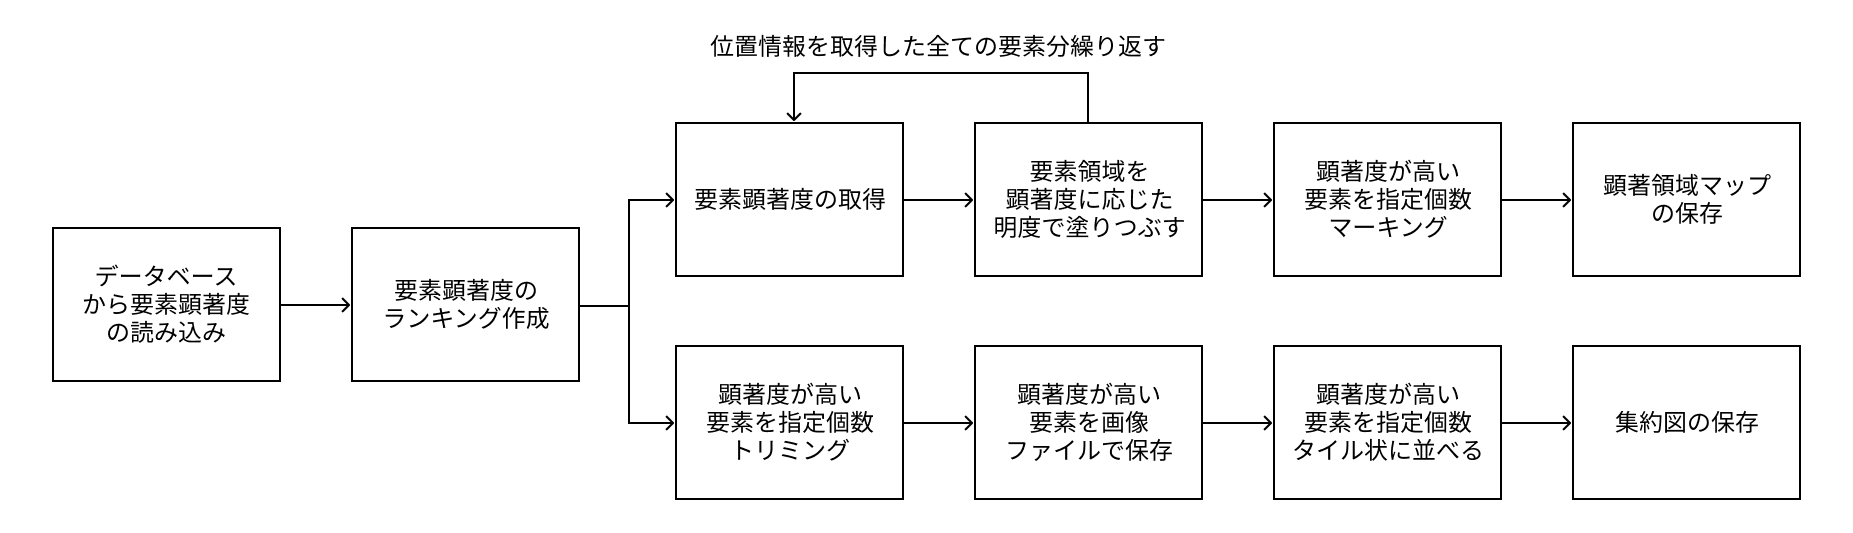 位置情報を取得した全ての要素分繰り返す
データベース
から要素顕著度
の読み込み
要素顕著度の
ランキング作成
要素顕著度の取得
要素領域を
顕著度に応じた
明度で塗りつぶす
顕著度が高い
要素を指定個数
マーキング
顕著領域マップ
の保存
顕著度が高い
要素を指定個数
トリミング
顕著度が高い
要素を画像
ファイルで保存
顕著度が高い
要素を指定個数
タイル状に並べる
集約図の保存